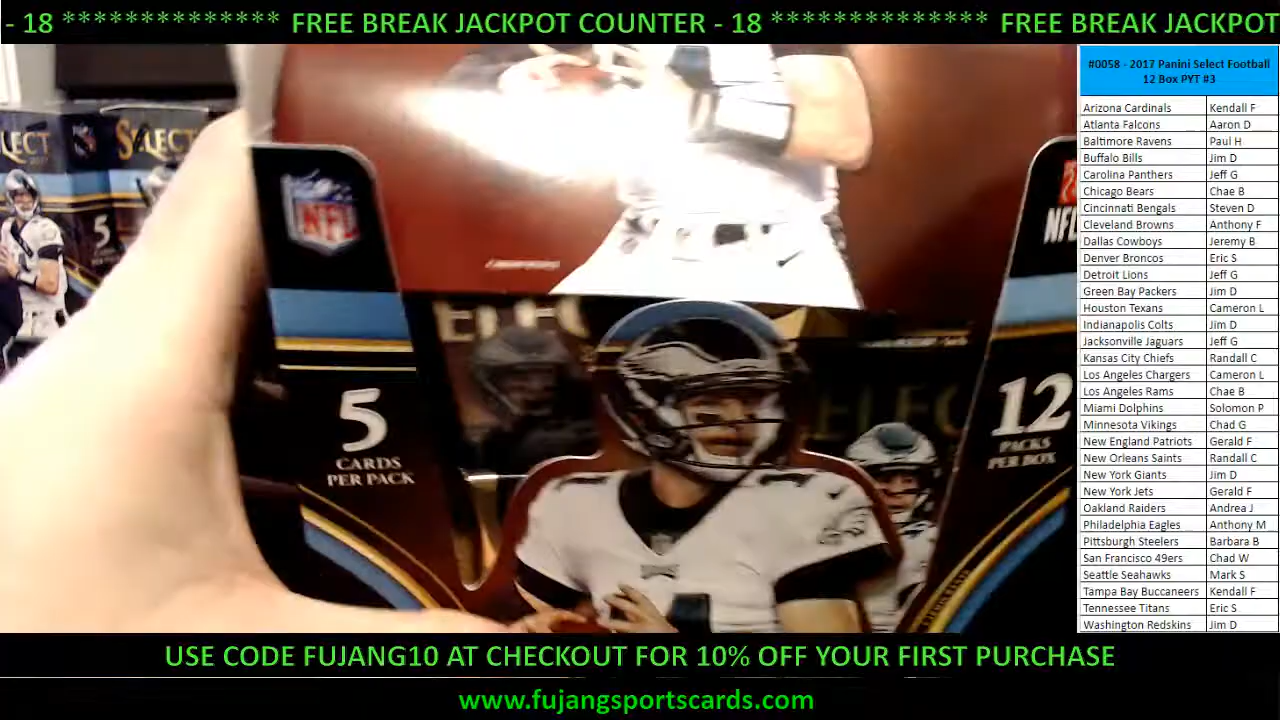 - 18 ************** FREE BREAK JACKPOT COUNTER - 18 ************** FREE BREAK JACKPOT
#0058 - 2017 Panini Select Football
12 Box PYT #3
Arizona Cardinals Kendall F
Atlanta Falcons Aaron D
Baltimore Ravens Paul H
Buffalo Bills Jim D
Carolina Panthers Jeff G
Chicago Bears Chae B
Cincinnati Bengals Steven D
Cleveland Browns Anthony F
Dallas Cowboys Jeremy B
Denver Broncos Eric S
Detroit Lions Jeff G
Green Bay Packers Jim D
Houston Texans Cameron L
Indianapolis Colts Jim D
Jacksonville Jaguars Jeff G
Kansas City Chiefs Randall C
Los Angeles Chargers Cameron L
Los Angeles Rams Chae B
Miami Dolphins Solomon P
Minnesota Vikings Chad G
New England Patriots Gerald F
New Orleans Saints Randall C
New York Giants Jim D
New York Jets Gerald F
Oakland Raiders Andrea J
Philadelphia Eagles Anthony M
Pittsburgh Steelers Barbara B
San Francisco 49ers Chad W
Seattle Seahawks Mark S
Tampa Bay Buccaneers Kendall F
Tennessee Titans Eric S
Washington Redskins Jim D
LECT
SELECT
5
NFL
NFL
5
CARDS
PER PACK
12
PACKS
PER BOX
USE CODE FUJANG10 AT CHECKOUT FOR 10% OFF YOUR FIRST PURCHASE
www.fujangsportscards.com